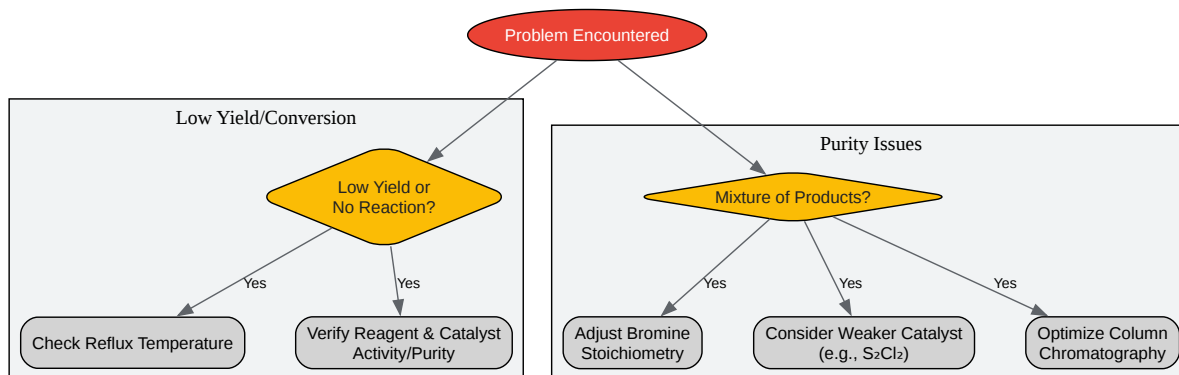 Problem Encountered
Low Yield/Conversion
Low Yield or
No Reaction?
Yes
Yes
Check Reflux Temperature
Verify Reagent & Catalyst
Activity/Purity
Purity Issues
Mixture of Products?
Yes
Yes
Yes
Adjust Bromine
Stoichiometry
Consider Weaker Catalyst
(e.g., S₂Cl₂)
Optimize Column
Chromatography